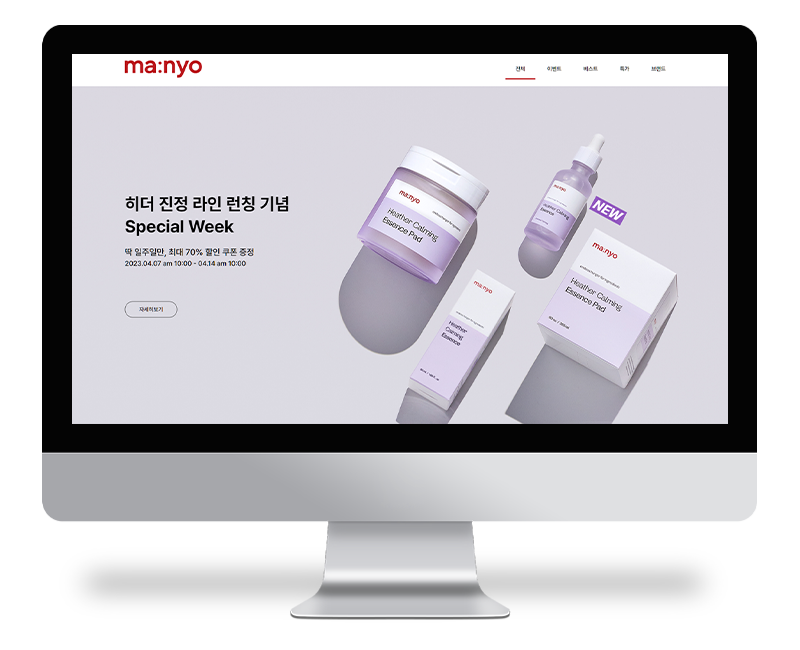 ma:nyo
전체 이벤트 베스트 특가 브랜드
히더 진정 라인 런칭 기념
Special Week
딱 일주일만, 최대 70% 할인 쿠폰 증정
2023.04.07 am 10:00 - 04.14 am 10:00
자세히보기
ma:nyo
Heather Calming
Essence Pad
ma:nyo
Heather Calming
Essence
NEW
ma:nyo
Heather Calming
Essence Pad
ma:nyo
Heather
Calming
Essence